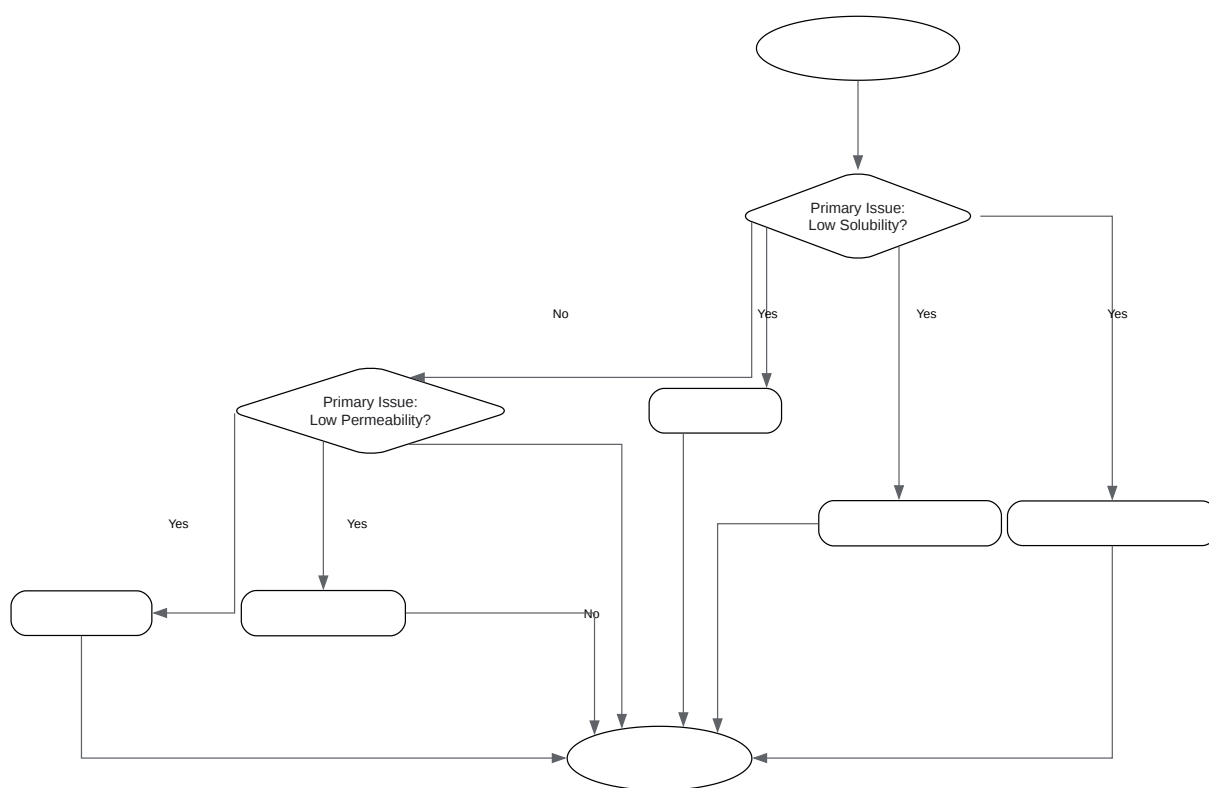 Primary Issue:
Low Solubility?
No
Yes
Yes
Yes
Primary Issue:
Low Permeability?
Yes
Yes
No